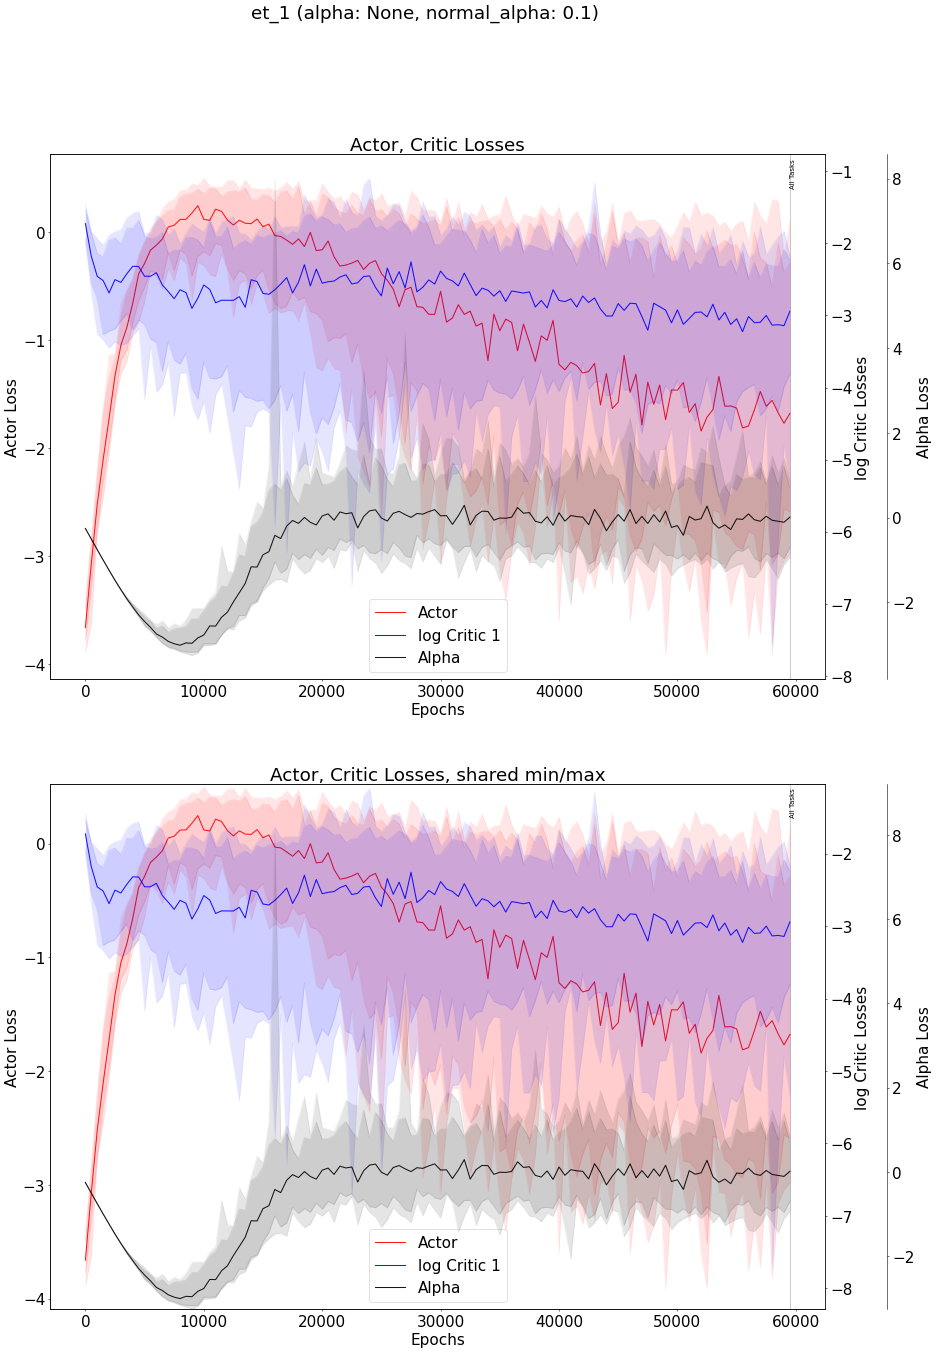 et_1 (alpha: None, normal_alpha: 0.1)
Actor, Critic Losses
All Tasks
0
−1
−2
−3
−4
Actor Loss
−1
−2
−3
−4
−5
−6
−7
−8
log Critic Losses
8
6
4
2
0
−2
Alpha Loss
Actor
log Critic 1
Alpha
0
10000
20000
30000
40000
50000
60000
Epochs
Actor, Critic Losses, shared min/max
All Tasks
0
−1
−2
−3
−4
Actor Loss
−2
−3
−4
−5
−6
−7
−8
log Critic Losses
8
6
4
2
0
−2
Alpha Loss
Actor
log Critic 1
Alpha
0
10000
20000
30000
40000
50000
60000
Epochs